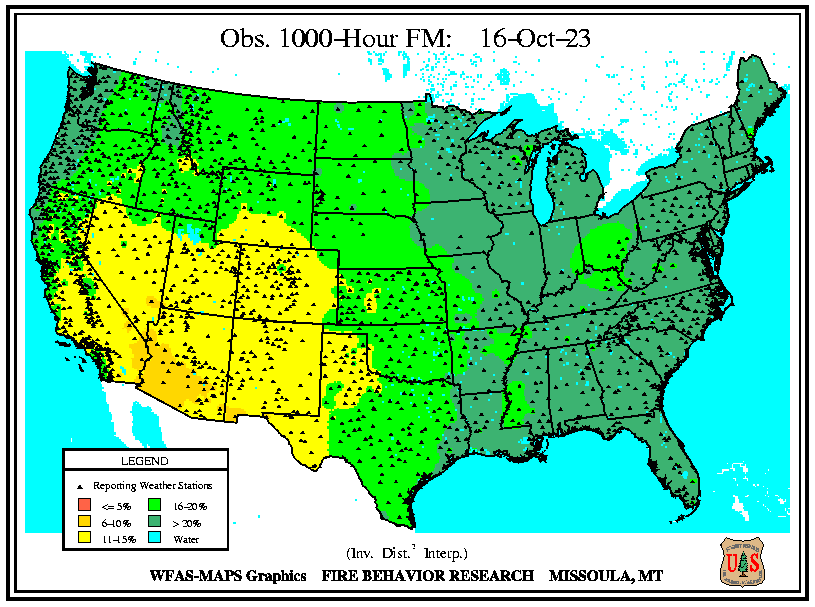 Obs. 1000-Hour FM: 16-Oct-23
LEGEND
Reporting Weather Stations
<= 5% 16-20%
6-10% > 20%
11-15% Water
(Inv. Dist.² Interp.)
WFAS-MAPS Graphics FIRE BEHAVIOR RESEARCH MISSOULA, MT
U S